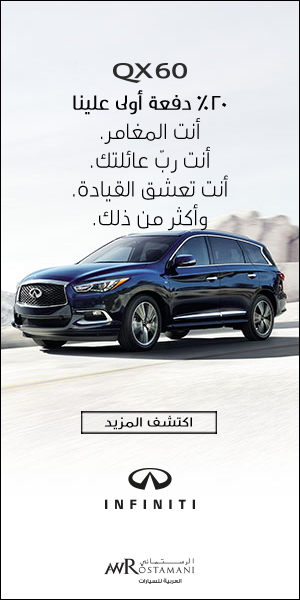 QX60
٢٠٪ دفعة أولى علينا
أنت المغامر.
أنت ربّ عائلتك.
أنت تعشق القيادة.
وأكثر من ذلك.
اكتشف المزيد
INFINITI
الرستماني
AWROSTAMANI
العربية للسيارات